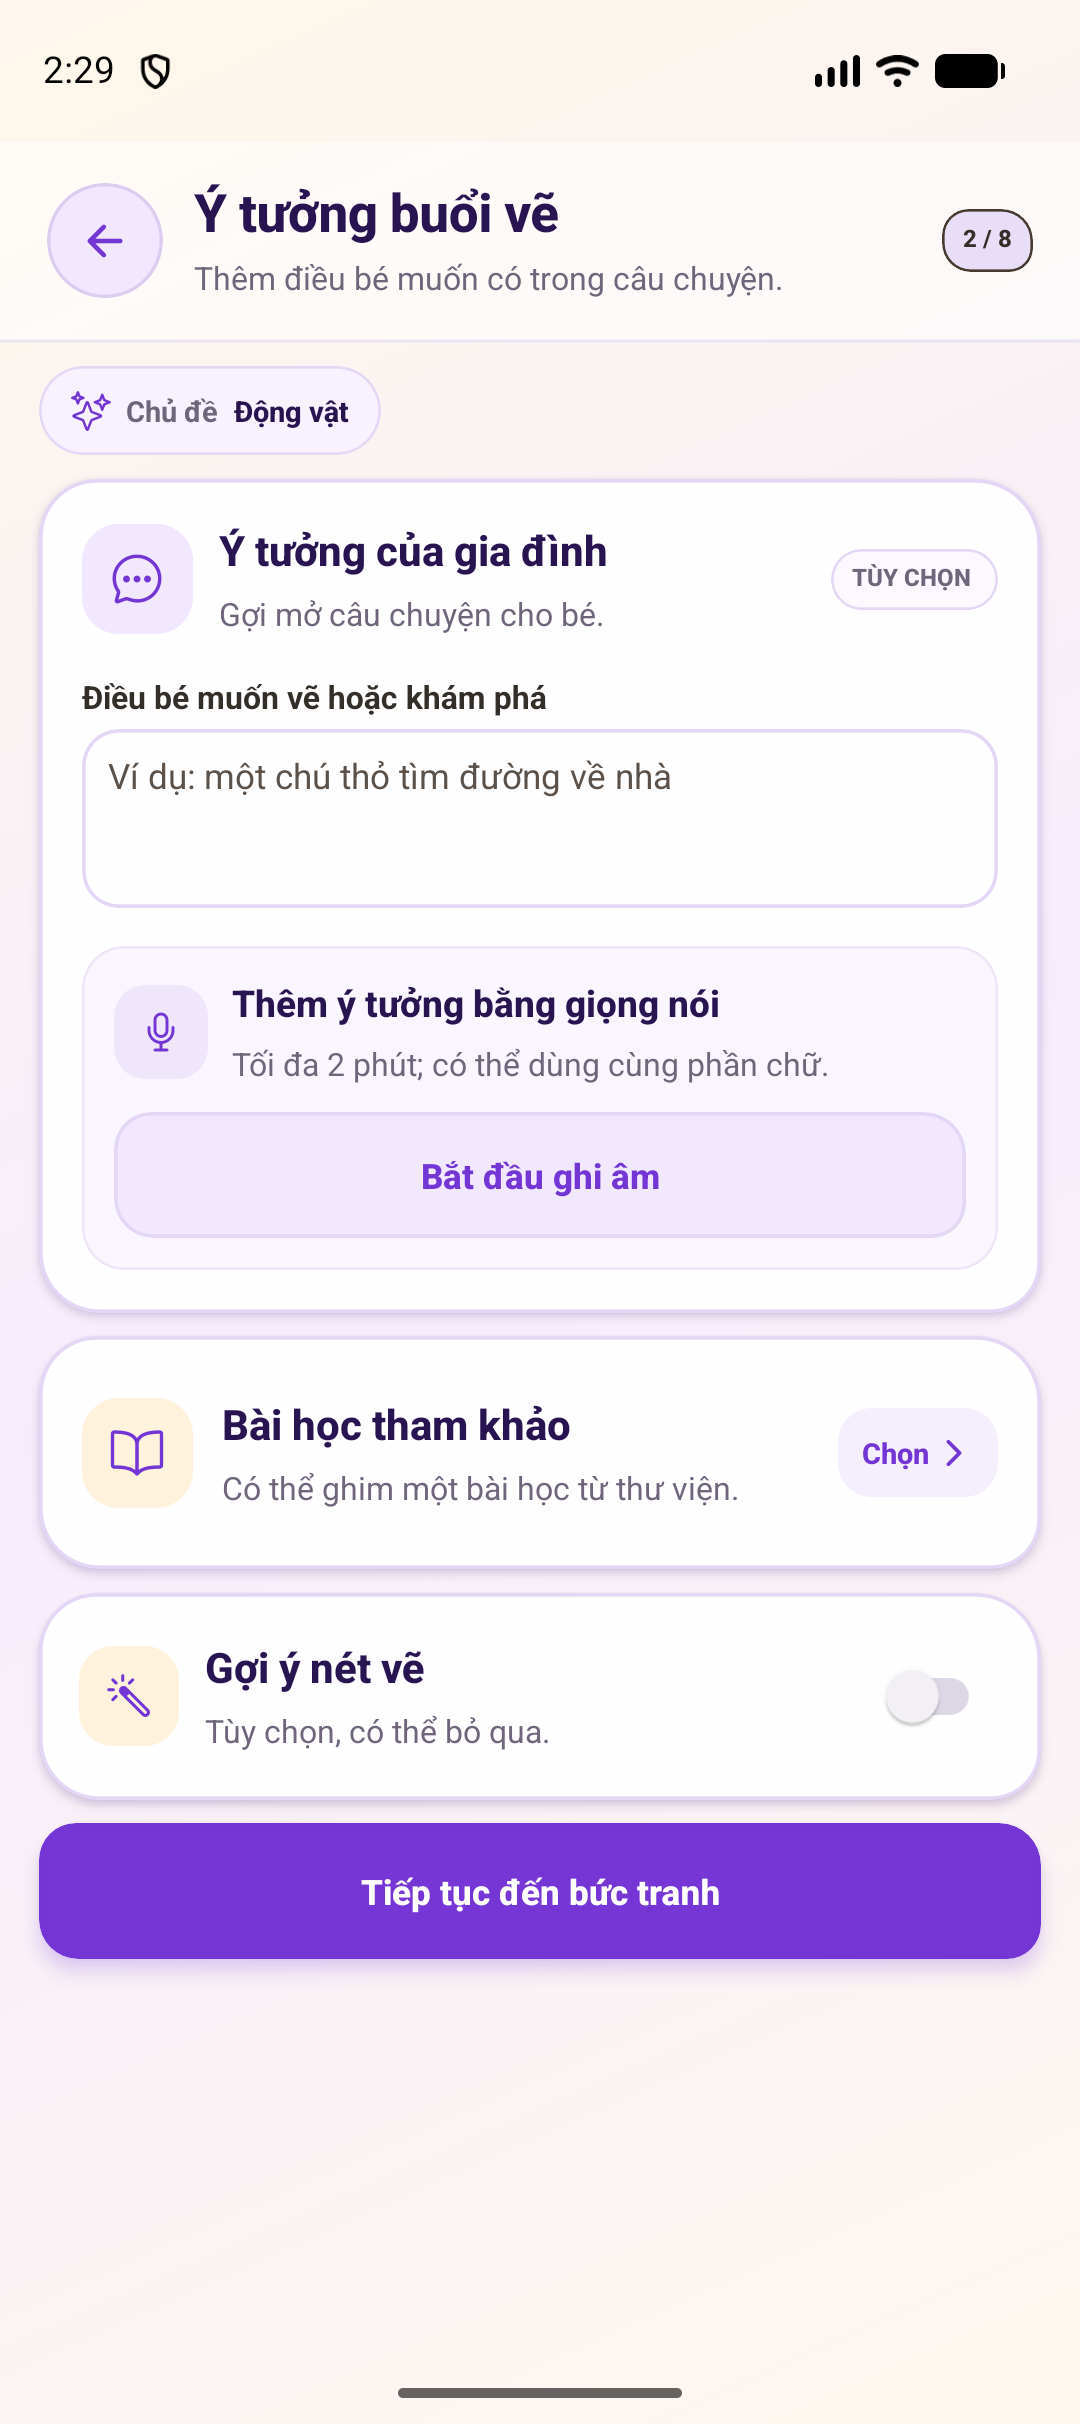 2:29
Ý tưởng buổi vẽ
Thêm điều bé muốn có trong câu chuyện.
2 / 8
Chủ đề Động vật
Ý tưởng của gia đình
Gợi mở câu chuyện cho bé.
TÙY CHỌN
Điều bé muốn vẽ hoặc khám phá
Ví dụ: một chú thỏ tìm đường về nhà
Thêm ý tưởng bằng giọng nói
Tối đa 2 phút; có thể dùng cùng phần chữ.
Bắt đầu ghi âm
Bài học tham khảo
Có thể ghim một bài học từ thư viện.
Chọn
Gợi ý nét vẽ
Tùy chọn, có thể bỏ qua.
Tiếp tục đến bức tranh